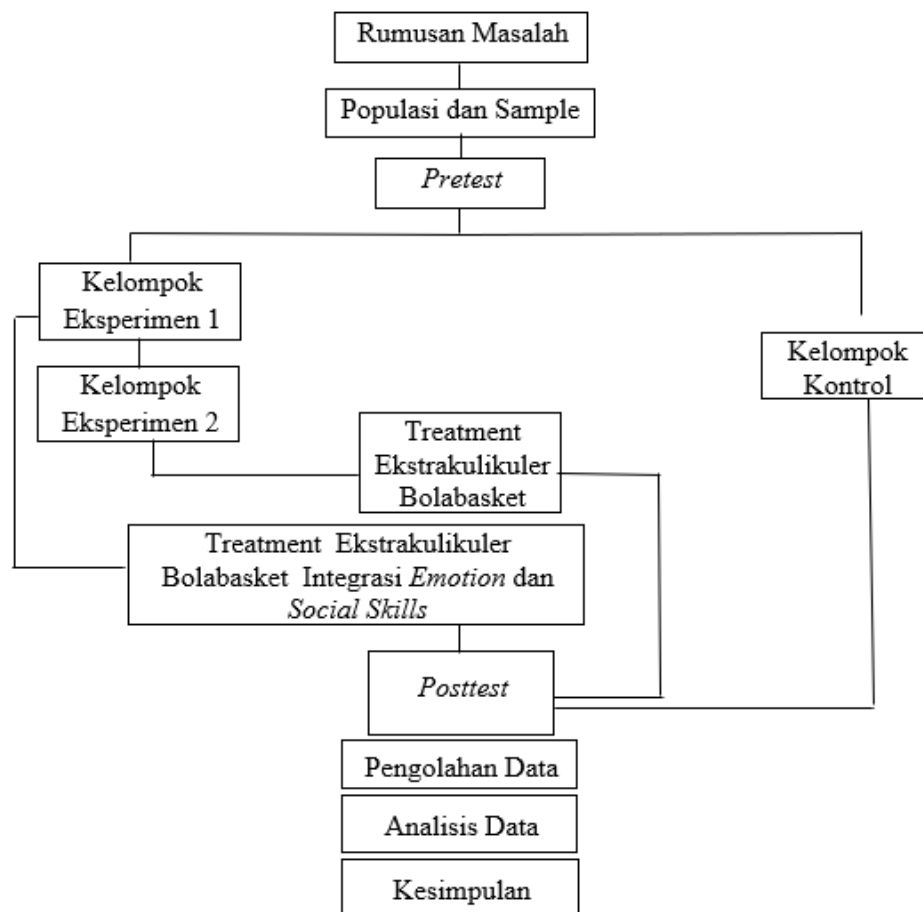 Rumusan Masalah
Populasi dan Sample
Pretest
Kelompok
Eksperimen 1
Kelompok
Kontrol
Kelompok
Eksperimen 2
Treatment
Ekstrakulikuler
Bolabasket
Treatment Ekstrakulikuler
Bolabasket Integrasi Emotion dan
Social Skills
Posttest
Pengolahan Data
Analisis Data
Kesimpulan